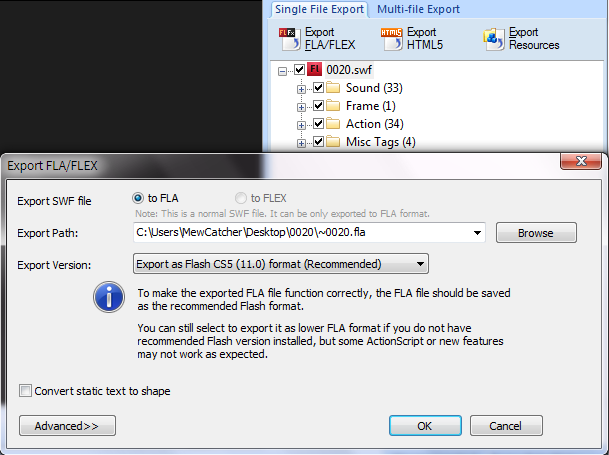 Single File Export
Multi-file Export
FLFx
Export
FLA/FLEX
HTML5
Export
HTML5
Export
Resources
FL 0020.swf
Sound (33)
Frame (1)
Action (34)
Misc Tags (4)
Export FLA/FLEX
Export SWF file
to FLA
to FLEX
Note: This is a normal SWF file. It can be only exported to FLA format.
Export Path:
C:\Users\MewCatcher\Desktop\0020\~0020.fla
Browse
Export Version:
Export as Flash CS5 (11.0) format (Recommended)
To make the exported FLA file function correctly, the FLA file should be saved
as the recommended Flash format.
You can still select to export it as lower FLA format if you do not have
recommended Flash version installed, but some ActionScript or new features
may not work as expected.
Convert static text to shape
Advanced>>
OK
Cancel